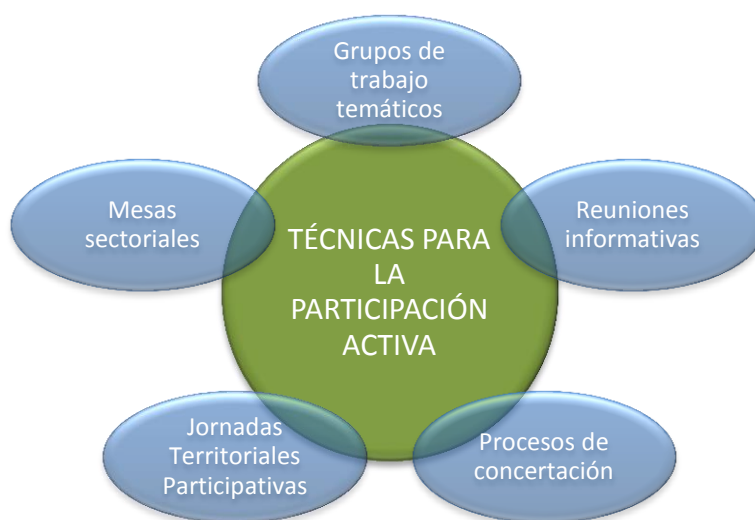 Grupos de
trabajo
temáticos
Mesas
sectoriales
Reuniones
informativas
TÉCNICAS PARA
LA
PARTICIPACIÓN
ACTIVA
Jornadas
Territoriales
Participativas
Procesos de
concertación